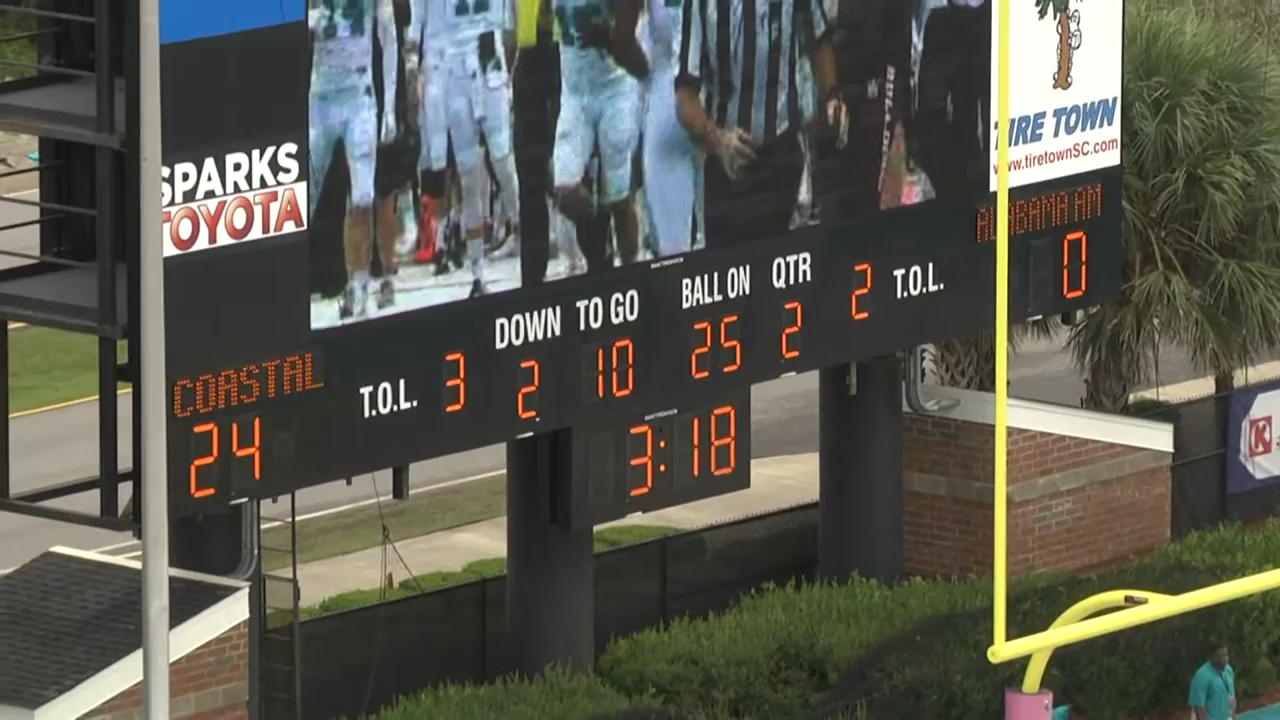 SPARKS
TOYOTA
TIRE TOWN
www.tiretownSC.com
ALABAMA AM
0
DOWN TO GO BALL ON QTR
2 10 25 2
2 T.O.L.
COASTAL
24
T.O.L. 3
3:18
K